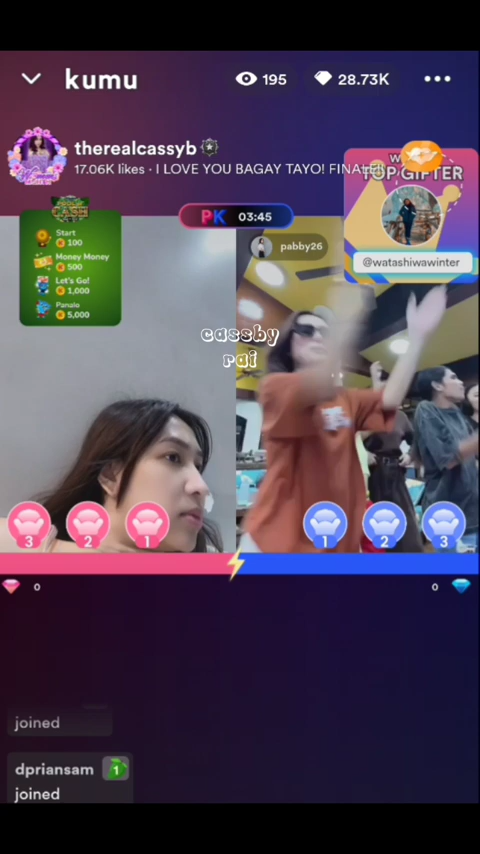 kumu
195
28.73K
therealcassyb
17.06K likes · I LOVE YOU BAGAY TAYO! FINALE!!
TOP GIFTER
@watashiwawinter
PK 03:45
pabby26
Start
100
Money Money
500
Let's Go!
1,000
Panalo
5,000
cassby
rai
3 2 1
1 2 3
0
0
joined
dpriansam 1
joined